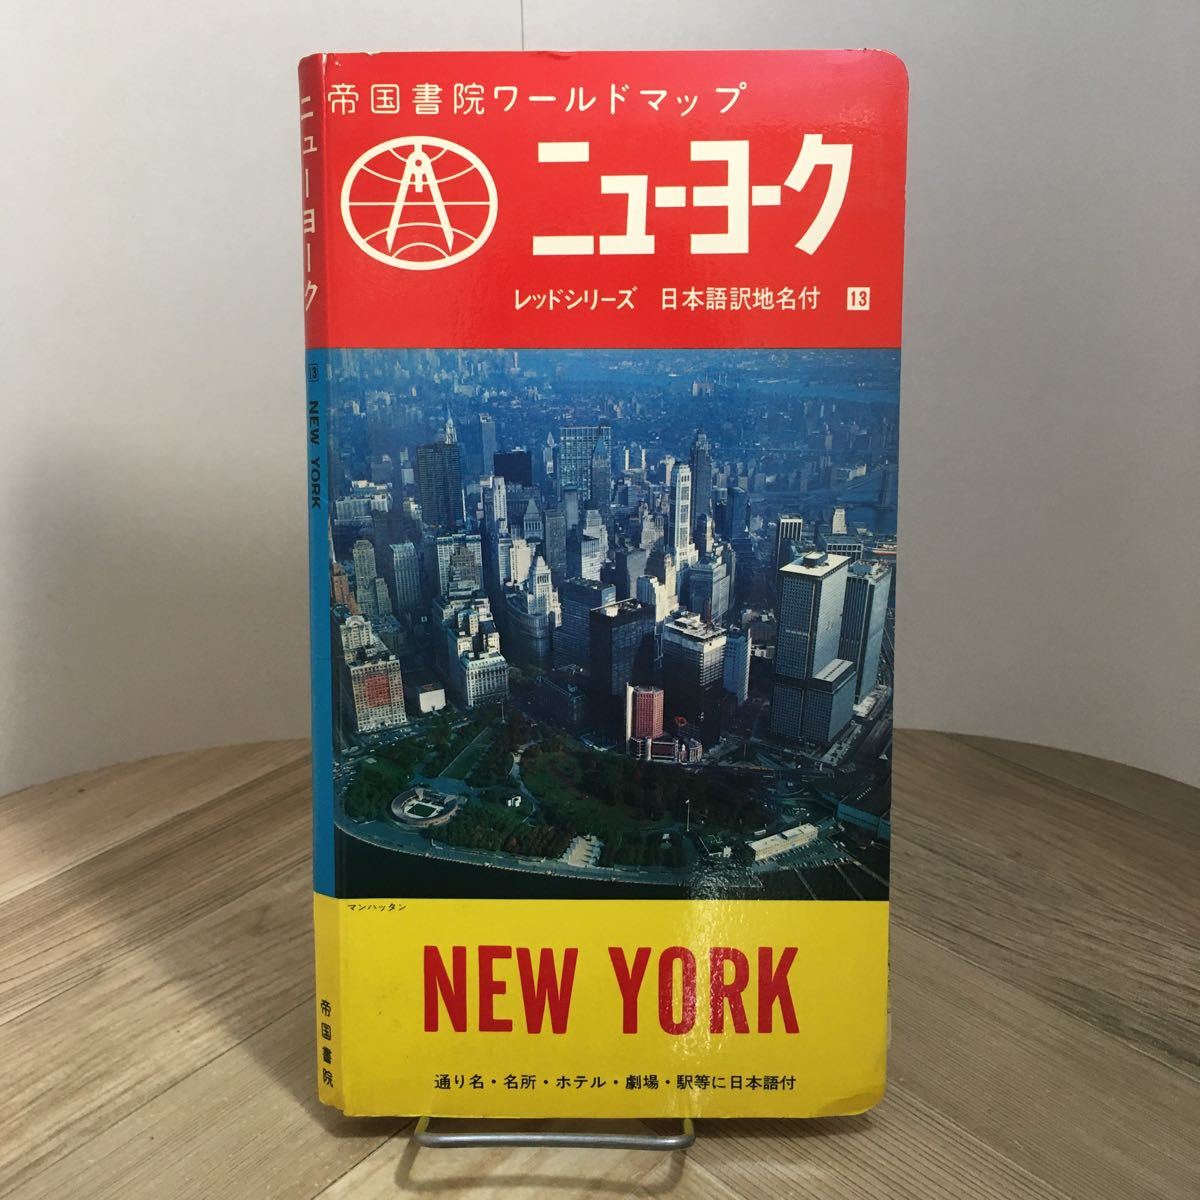 帝国書院ワールドマップ
ニューヨーク
レッドシリーズ 日本語訳地名付 13
マンハッタン
NEW YORK
通り名・名所・ホテル・劇場・駅等に日本語付
ニューヨーク
13 NEW YORK
帝国書院